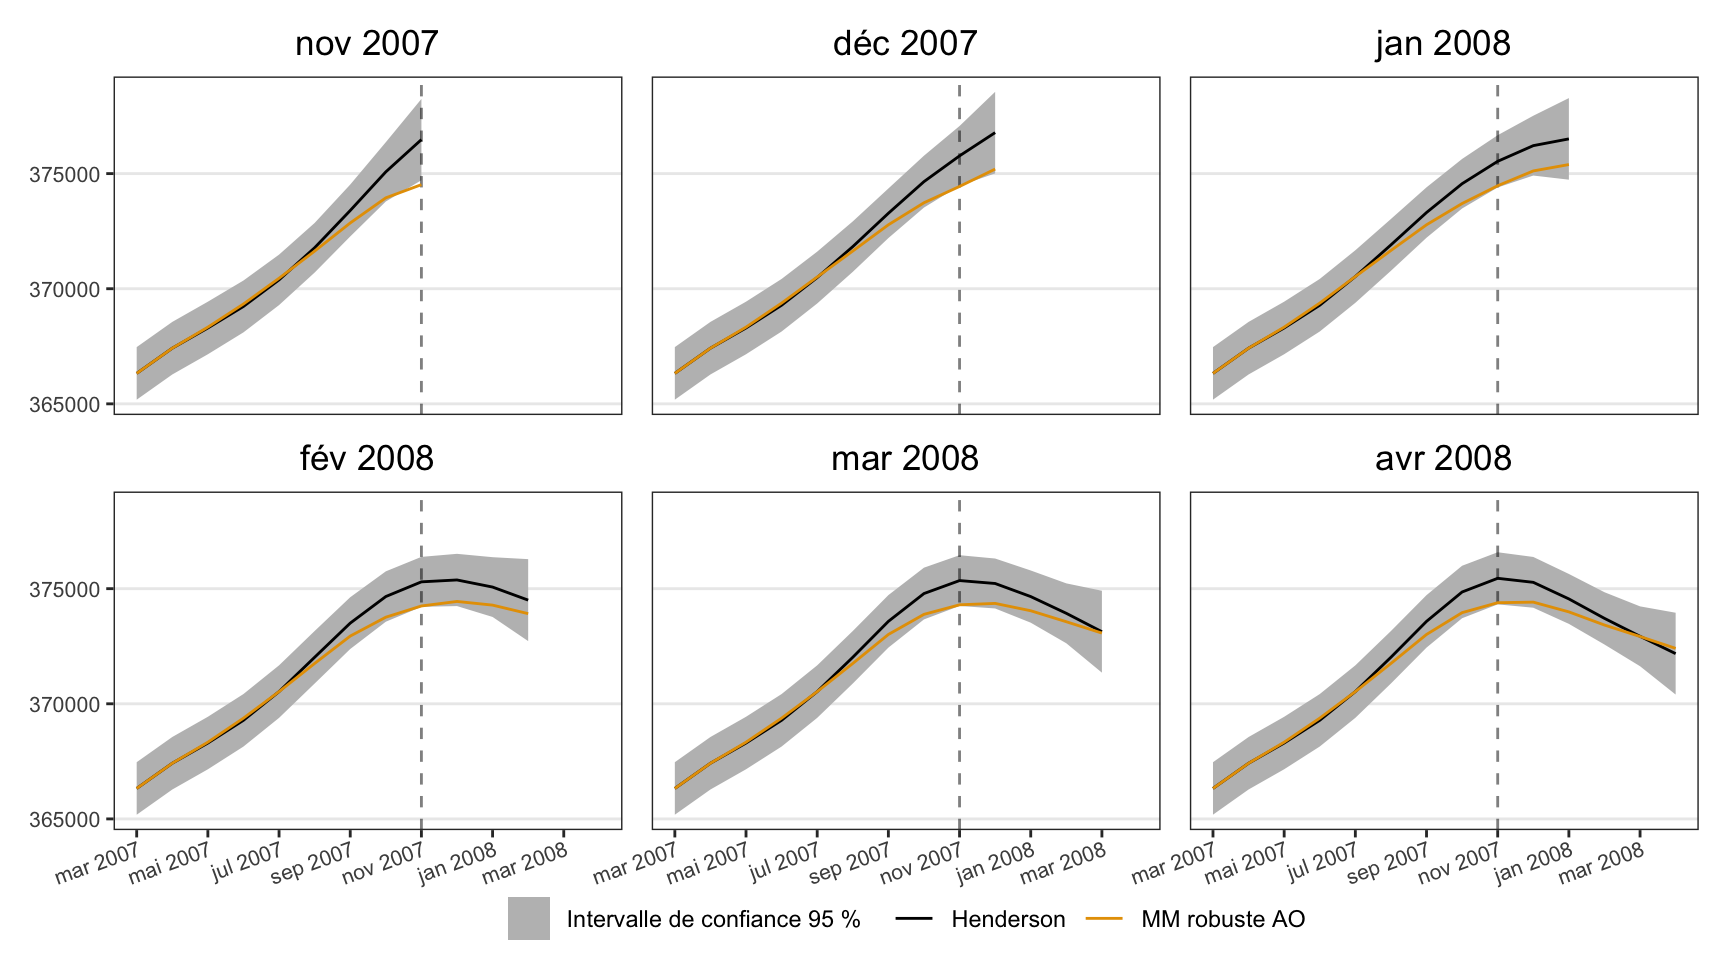 nov 2007 déc 2007 jan 2008
375000
370000
365000
fév 2008 mar 2008 avr 2008
375000
370000
365000
mar 2007 mai 2007 jul 2007 sep 2007 nov 2007 jan 2008 mar 2008 mar 2007 mai 2007 jul 2007 sep 2007 nov 2007 jan 2008 mar 2008 mar 2007 mai 2007 jul 2007 sep 2007 nov 2007 jan 2008 mar 2008
Intervalle de confiance 95 % Henderson MM robuste AO